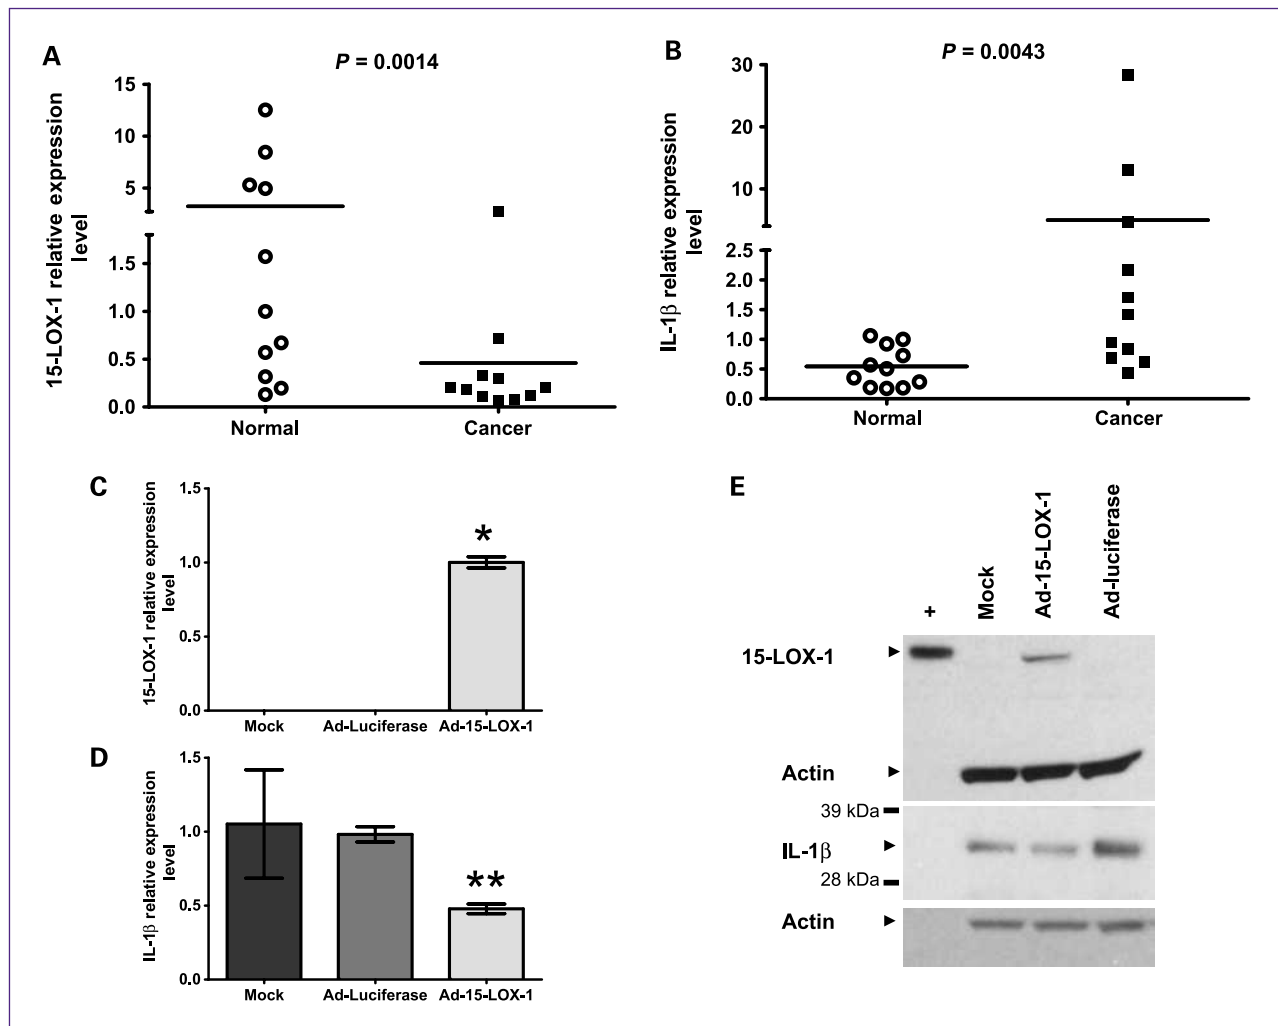 A
P = 0.0014
15-LOX-1 relative expression
level
15
10
5
1.5
1.0
0.5
0.0
Normal
Cancer
B
P = 0.0043
IL-1β relative expression
level
30
20
10
2.5
2.0
1.5
1.0
0.5
0.0
Normal
Cancer
C
15-LOX-1 relative expression
level
1.5
1.0
0.5
0.0
*
Mock
Ad-Luciferase
Ad-15-LOX-1
D
IL-1β relative expression
level
1.5
1.0
0.5
0.0
**
Mock
Ad-Luciferase
Ad-15-LOX-1
E
+
Mock
Ad-15-LOX-1
Ad-luciferase
15-LOX-1
Actin
39 kDa
IL-1β
28 kDa
Actin